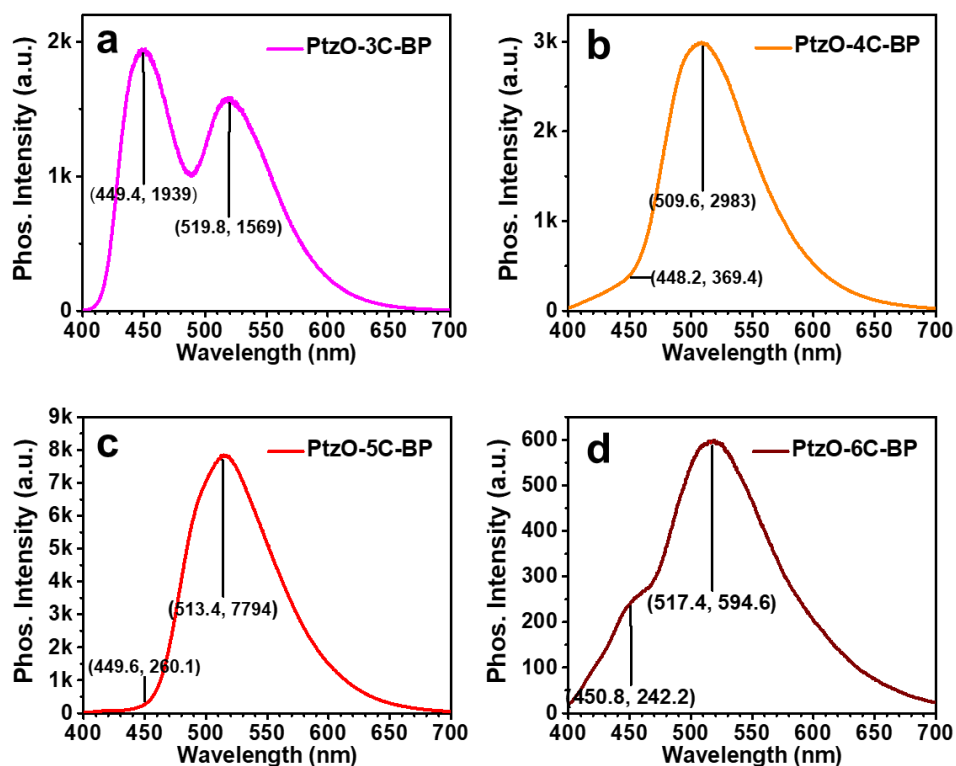 a
PtzO-3C-BP
Phos. Intensity (a.u.)
2k
1k
0
(449.4, 1939)
(519.8, 1569)
400 450 500 550 600 650 700
Wavelength (nm)
b
PtzO-4C-BP
Phos. Intensity (a.u.)
3k
2k
1k
0
(509.6, 2983)
(448.2, 369.4)
400 450 500 550 600 650 700
Wavelength (nm)
c
PtzO-5C-BP
Phos. Intensity (a.u.)
9k
8k
7k
6k
5k
4k
3k
2k
1k
0
(513.4, 7794)
(449.6, 260.1)
400 450 500 550 600 650 700
Wavelength (nm)
d
PtzO-6C-BP
Phos. Intensity (a.u.)
600
500
400
300
200
100
0
(517.4, 594.6)
(450.8, 242.2)
400 450 500 550 600 650 700
Wavelength (nm)